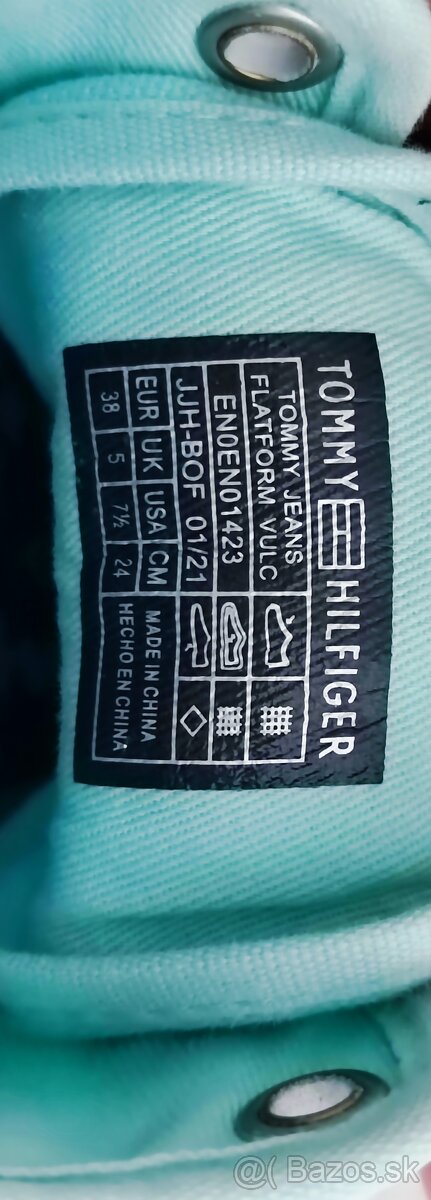 TOMMY HILFIGER
TOMMY JEANS
FLATFORM VULC
EN0EN01423
JJH-BOF 01/21
EUR UK USA CM
38 5 7½ 24
MADE IN CHINA
HECHO EN CHINA
@( Bazos.sk